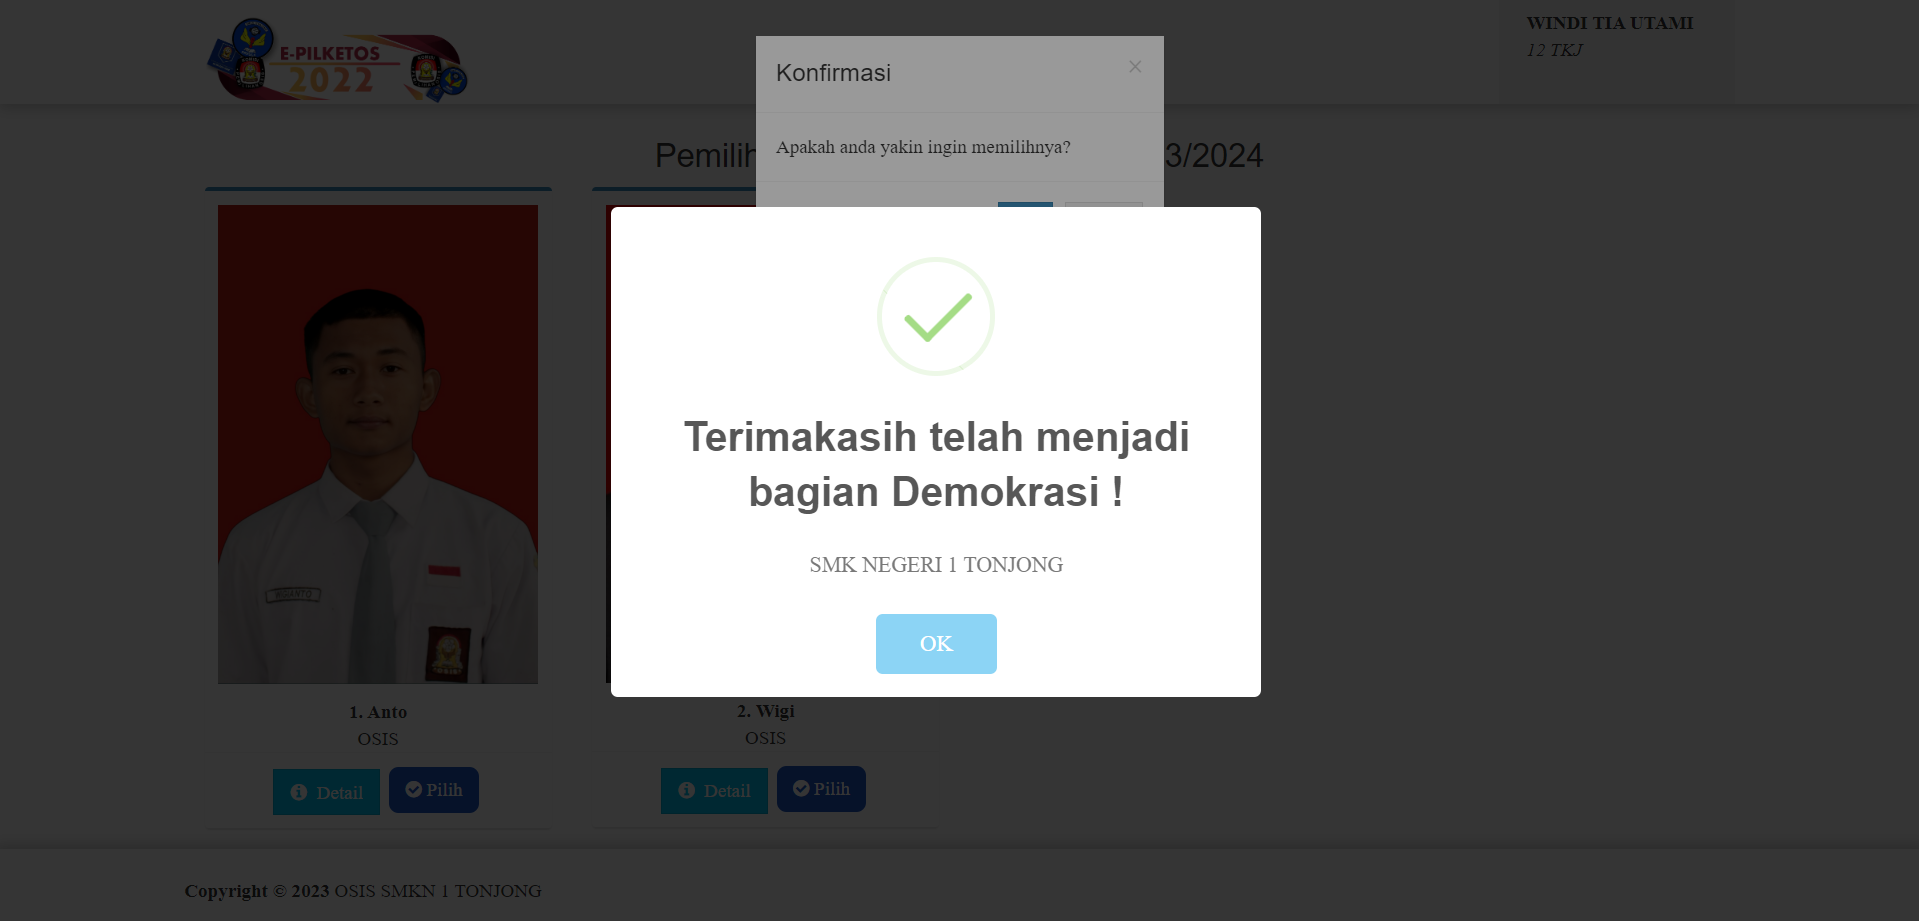 E-PILKETOS
2022
WINDI TIA UTAMI
12 TKJ
Konfirmasi
×
Apakah anda yakin ingin memilihnya?
3/2024
Terimakasih telah menjadi
bagian Demokrasi !
SMK NEGERI 1 TONJONG
OK
1. Anto
OSIS
Detail
Pilih
2. Wigi
OSIS
Detail
Pilih
Copyright © 2023 OSIS SMKN 1 TONJONG